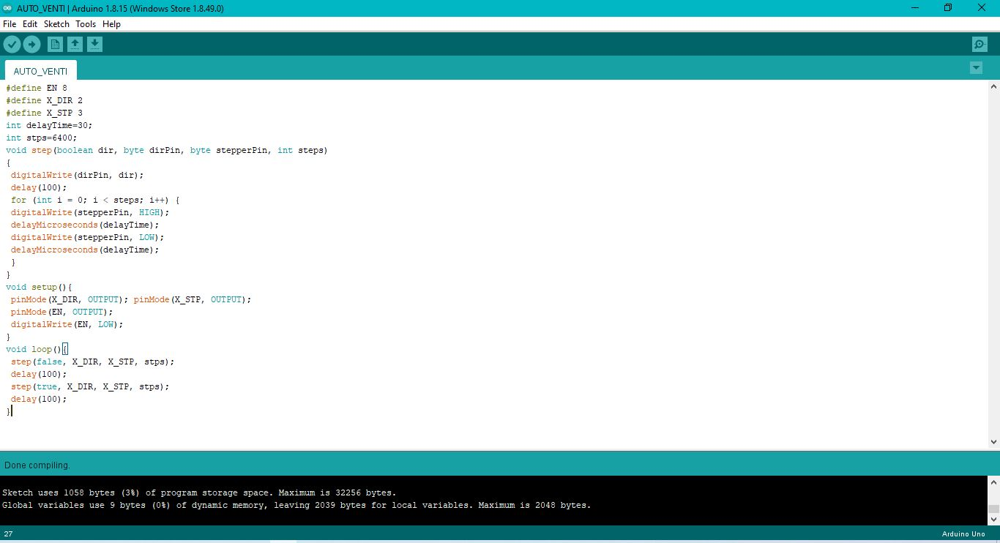 AUTO_VENTI | Arduino 1.8.15 (Windows Store 1.8.49.0)
File Edit Sketch Tools Help
AUTO_VENTI
#define EN 8
#define X_DIR 2
#define X_STP 3
int delayTime=30;
int stps=6400;
void step(boolean dir, byte dirPin, byte stepperPin, int steps)
{
digitalWrite(dirPin, dir);
delay(100);
for (int i = 0; i < steps; i++) {
digitalWrite(stepperPin, HIGH);
delayMicroseconds(delayTime);
digitalWrite(stepperPin, LOW);
delayMicroseconds(delayTime);
}
}
void setup(){
pinMode(X_DIR, OUTPUT); pinMode(X_STP, OUTPUT);
pinMode(EN, OUTPUT);
digitalWrite(EN, LOW);
}
void loop(){
step(false, X_DIR, X_STP, stps);
delay(100);
step(true, X_DIR, X_STP, stps);
delay(100);
}
Done compiling.
Sketch uses 1058 bytes (3%) of program storage space. Maximum is 32256 bytes.
Global variables use 9 bytes (0%) of dynamic memory, leaving 2039 bytes for local variables. Maximum is 2048 bytes.
27
Arduino Uno